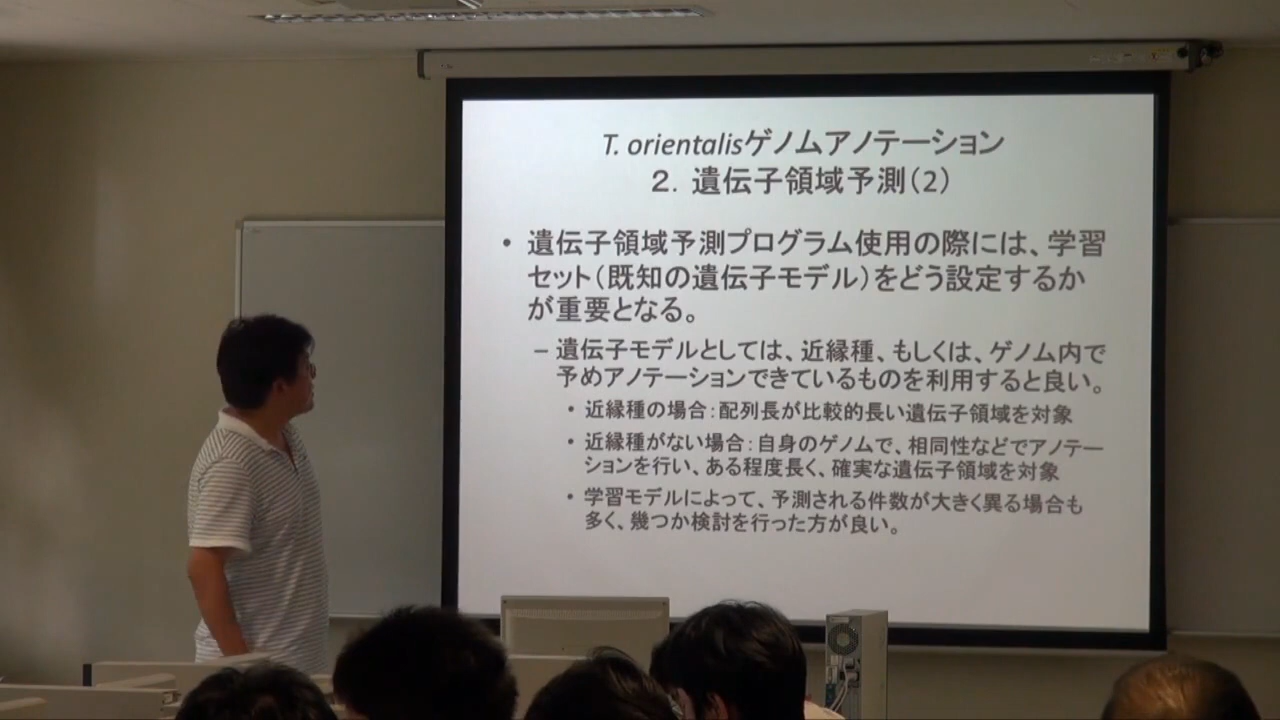 T. orientalisゲノムアノテーション
２．遺伝子領域予測（2）
• 遺伝子領域予測プログラム使用の際には、学習
セット（既知の遺伝子モデル）をどう設定するか
が重要となる。
– 遺伝子モデルとしては、近縁種、もしくは、ゲノム内で
予めアノテーションできているものを利用すると良い。
• 近縁種の場合：配列長が比較的長い遺伝子領域を対象
• 近縁種がない場合：自身のゲノムで、相同性などでアノテー
ションを行い、ある程度長く、確実な遺伝子領域を対象
• 学習モデルによって、予測される件数が大きく異る場合も
多く、幾つか検討を行った方が良い。